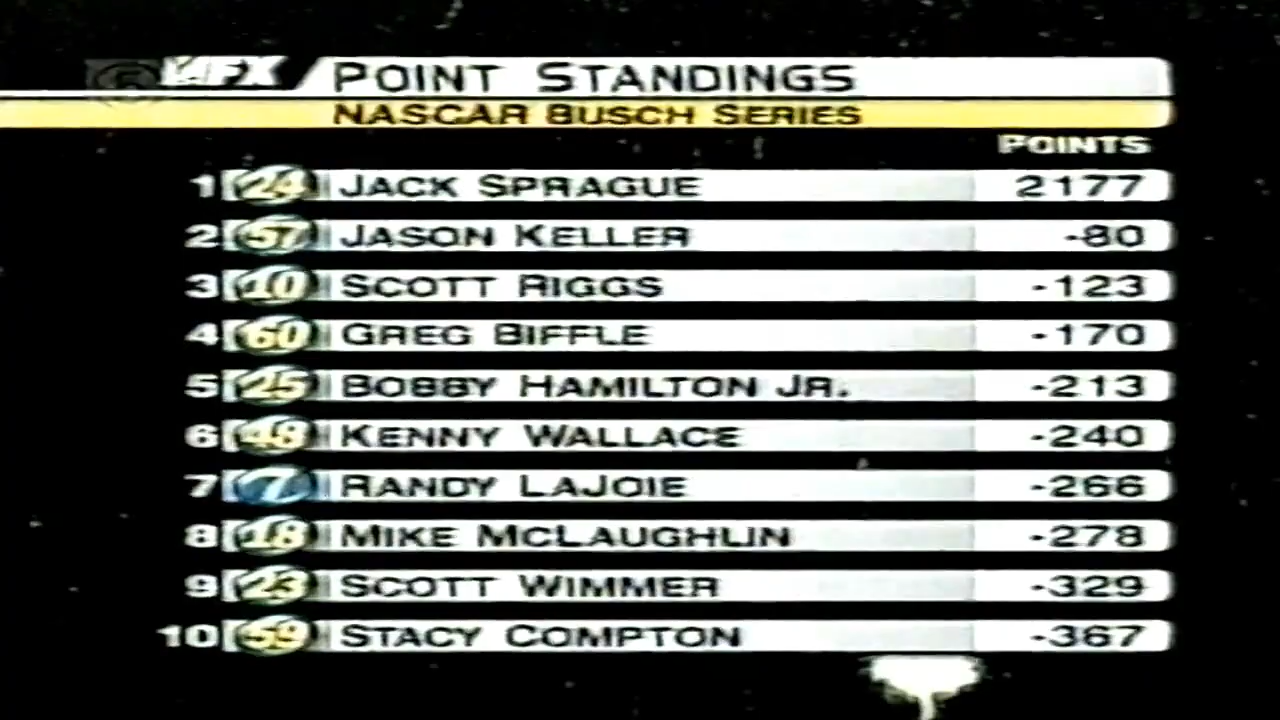 POINT STANDINGS
NASCAR BUSCH SERIES
POINTS
1 24 JACK SPRAGUE 2177
2 57 JASON KELLER -80
3 10 SCOTT RIGGS -123
4 60 GREG BIFFLE -170
5 25 BOBBY HAMILTON JR. -213
6 48 KENNY WALLACE -240
7 7 RANDY LAJOIE -266
8 18 MIKE MCLAUGHLIN -278
9 23 SCOTT WIMMER -329
10 59 STACY COMPTON -367